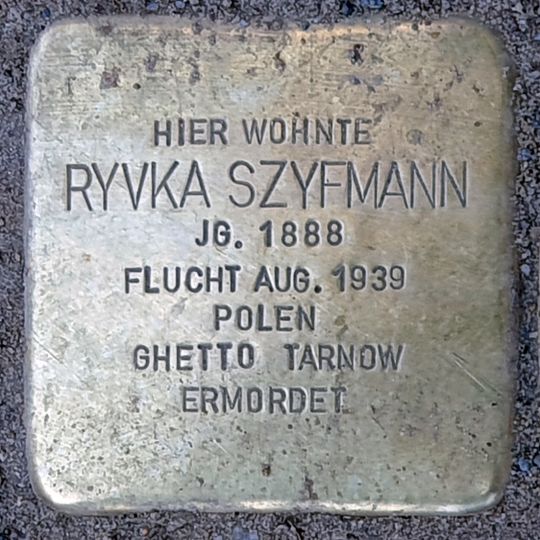 HIER WOHNTE
RYVKA SZYFMANN
JG. 1888
FLUCHT AUG. 1939
POLEN
GHETTO TARNOW
ERMORDET